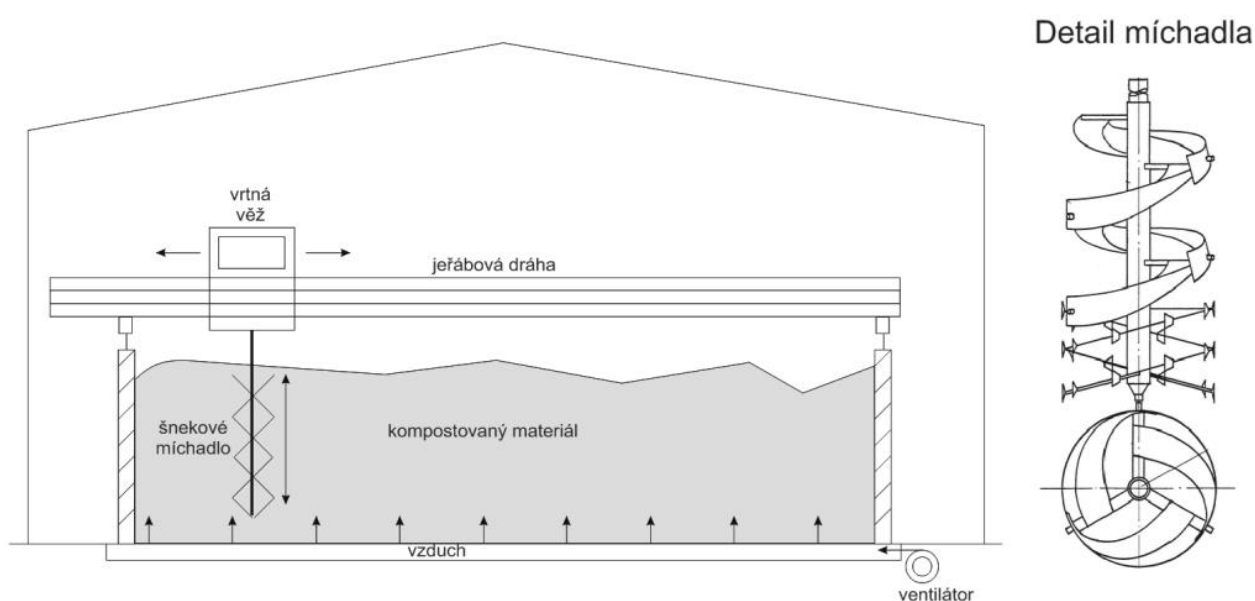 Detail míchadla
vrtná
věž
jeřábová dráha
šnekové
míchadlo
kompostovaný materiál
vzduch
ventilátor